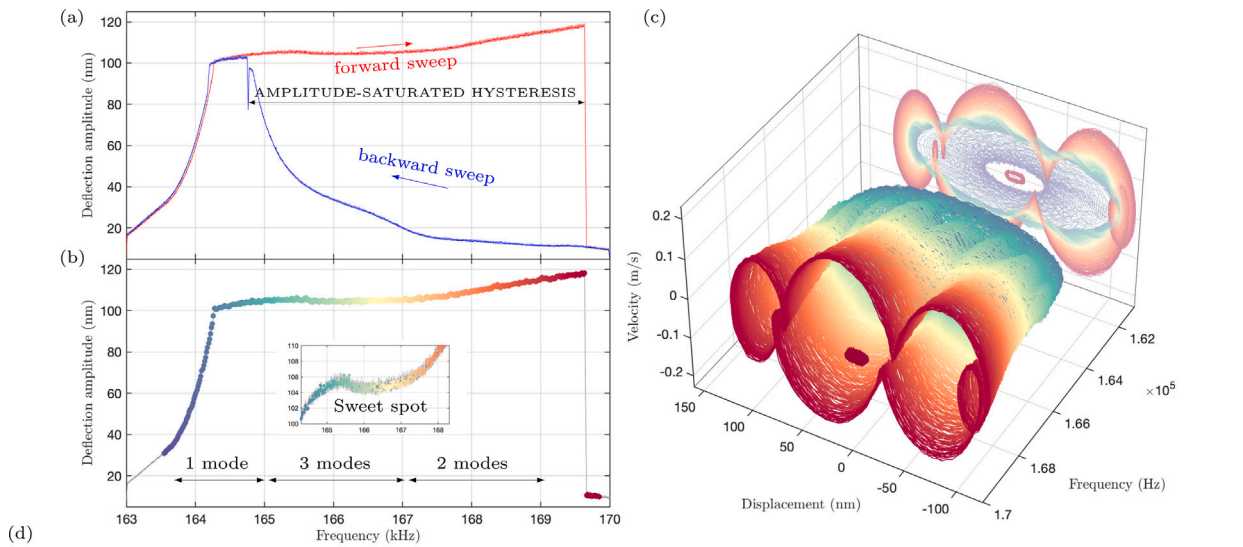 (a)
120
100
80
60
40
20
Deflection amplitude (nm)
forward sweep
AMPLITUDE-SATURATED HYSTERESIS
backward sweep
(b)
120
100
80
60
40
20
Deflection amplitude (nm)
110
108
106
104
102
100
165 166 167 168
Sweet spot
1 mode 3 modes 2 modes
163 164 165 166 167 168 169 170
Frequency (kHz)
(c)
0.2
0.1
0
-0.1
-0.2
Velocity (m/s)
150
100
50
0
-50
-100
Displacement (nm)
1.62
1.64
×10⁵
1.66
1.68
1.7
Frequency (Hz)
(d)